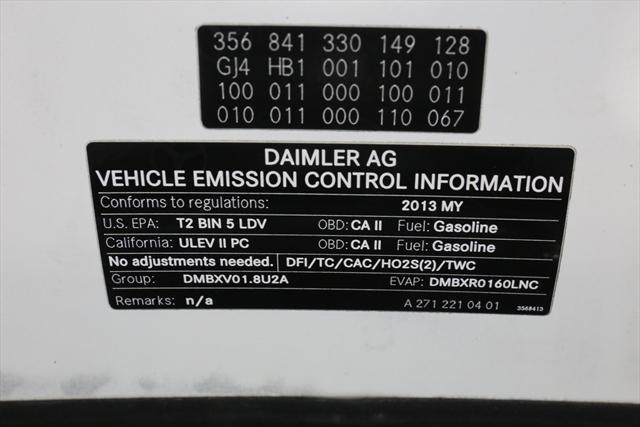 356 841 330 149 128
GJ4 HB1 001 101 010
100 011 000 100 011
010 011 000 110 067
DAIMLER AG
VEHICLE EMISSION CONTROL INFORMATION
Conforms to regulations: 2013 MY
U.S. EPA: T2 BIN 5 LDV OBD: CA II Fuel: Gasoline
California: ULEV II PC OBD: CA II Fuel: Gasoline
No adjustments needed. DFI/TC/CAC/HO2S(2)/TWC
Group: DMBXV01.8U2A EVAP: DMBXR0160LNC
Remarks: n/a A 271 221 04 01 3568413